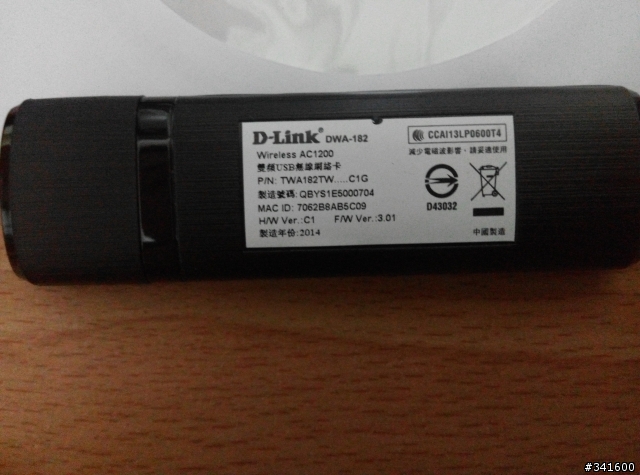 D-Link® DWA-182
Wireless AC1200
雙頻USB無線網路卡
P/N: TWA182TW.....C1G
製造號碼: QBYS1E5000704
MAC ID: 7062B8AB5C09
H/W Ver.:C1 F/W Ver.:3.01
製造年份:2014
CCAI13LP0600T4
減少電磁波影響，請妥適使用
D43032
中國製造
#341600